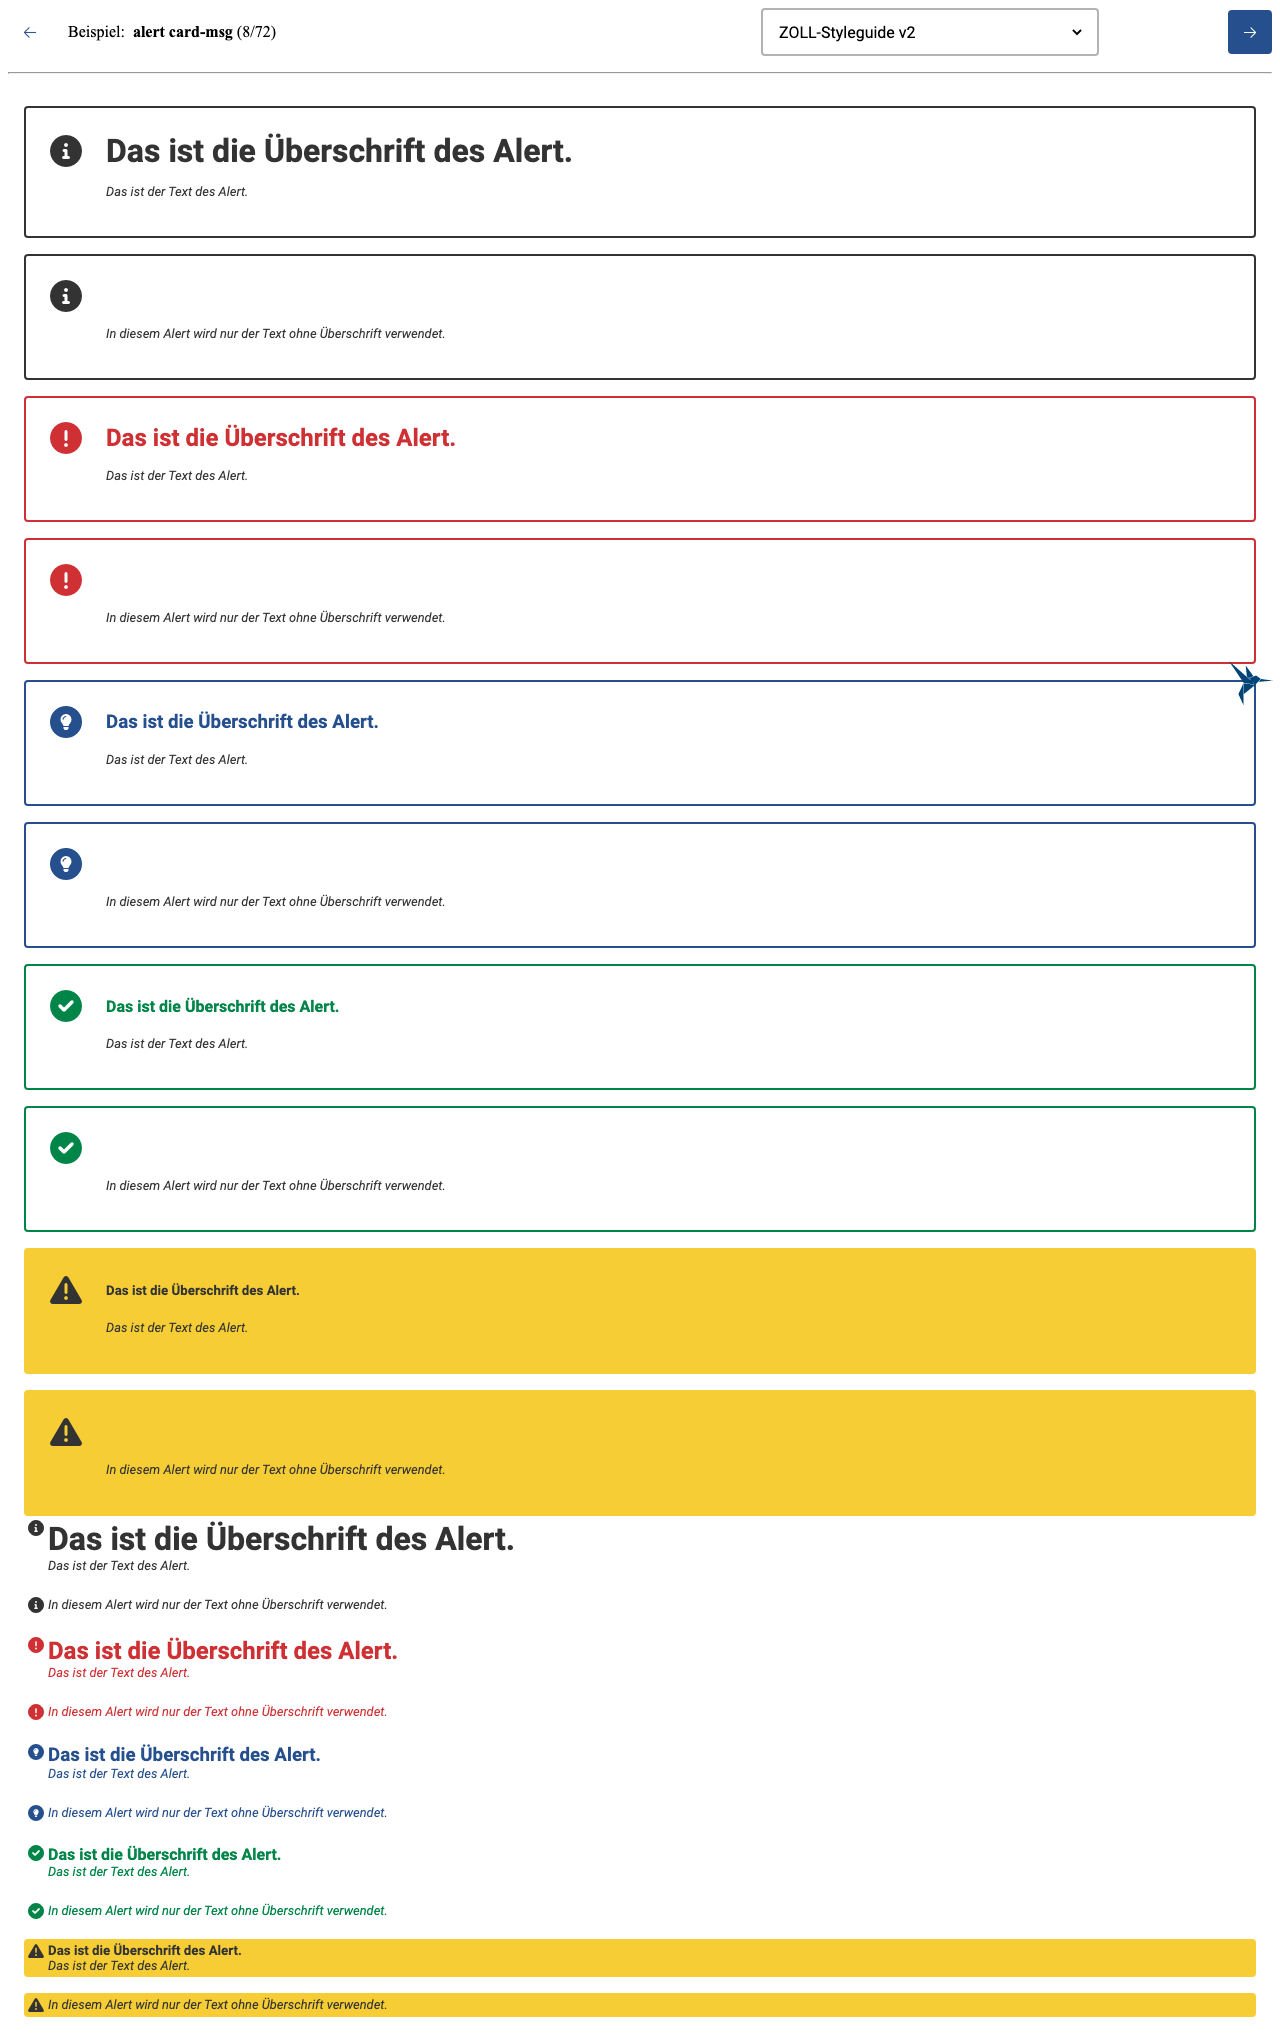 Beispiel: alert card-msg (8/72)
ZOLL-Styleguide v2
Das ist die Überschrift des Alert.
Das ist der Text des Alert.
In diesem Alert wird nur der Text ohne Überschrift verwendet.
Das ist die Überschrift des Alert.
Das ist der Text des Alert.
In diesem Alert wird nur der Text ohne Überschrift verwendet.
Das ist die Überschrift des Alert.
Das ist der Text des Alert.
In diesem Alert wird nur der Text ohne Überschrift verwendet.
Das ist die Überschrift des Alert.
Das ist der Text des Alert.
In diesem Alert wird nur der Text ohne Überschrift verwendet.
Das ist die Überschrift des Alert.
Das ist der Text des Alert.
In diesem Alert wird nur der Text ohne Überschrift verwendet.
Das ist die Überschrift des Alert.
Das ist der Text des Alert.
In diesem Alert wird nur der Text ohne Überschrift verwendet.
Das ist die Überschrift des Alert.
Das ist der Text des Alert.
In diesem Alert wird nur der Text ohne Überschrift verwendet.
Das ist die Überschrift des Alert.
Das ist der Text des Alert.
In diesem Alert wird nur der Text ohne Überschrift verwendet.
Das ist die Überschrift des Alert.
Das ist der Text des Alert.
In diesem Alert wird nur der Text ohne Überschrift verwendet.
Das ist die Überschrift des Alert.
Das ist der Text des Alert.
In diesem Alert wird nur der Text ohne Überschrift verwendet.